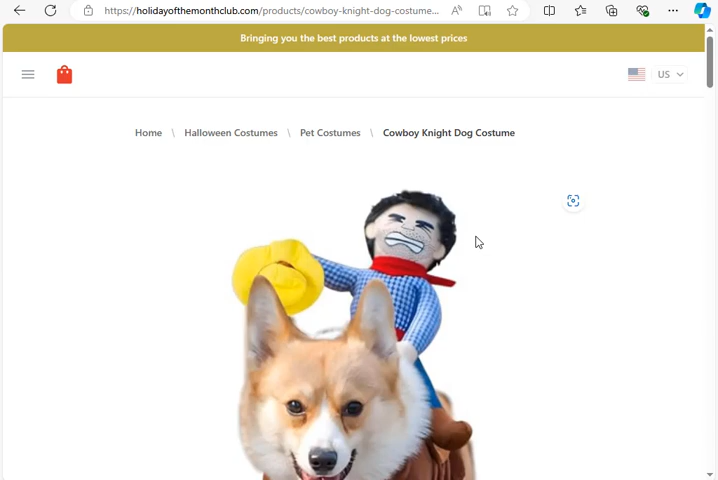 https://holidayofthemonthclub.com/products/cowboy-knight-dog-costume...
Bringing you the best products at the lowest prices
US
Home \ Halloween Costumes \ Pet Costumes \ Cowboy Knight Dog Costume